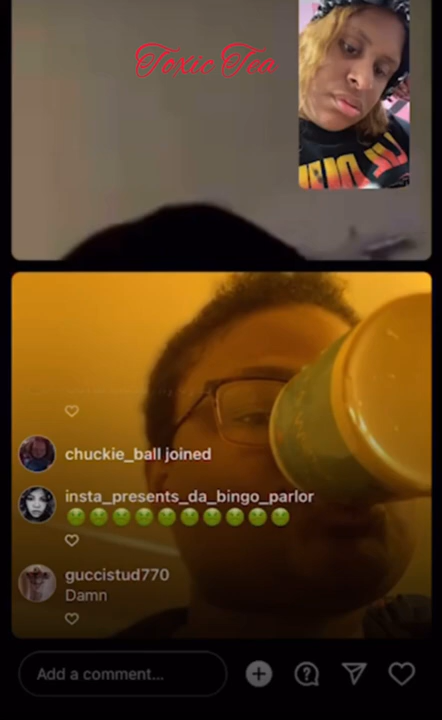 Toxic Tea
chuckie_ball joined
insta_presents_da_bingo_parlor
🤢🤢🤢🤢🤢🤢🤢🤢🤢🤢
guccistud770
Damn
Add a comment...